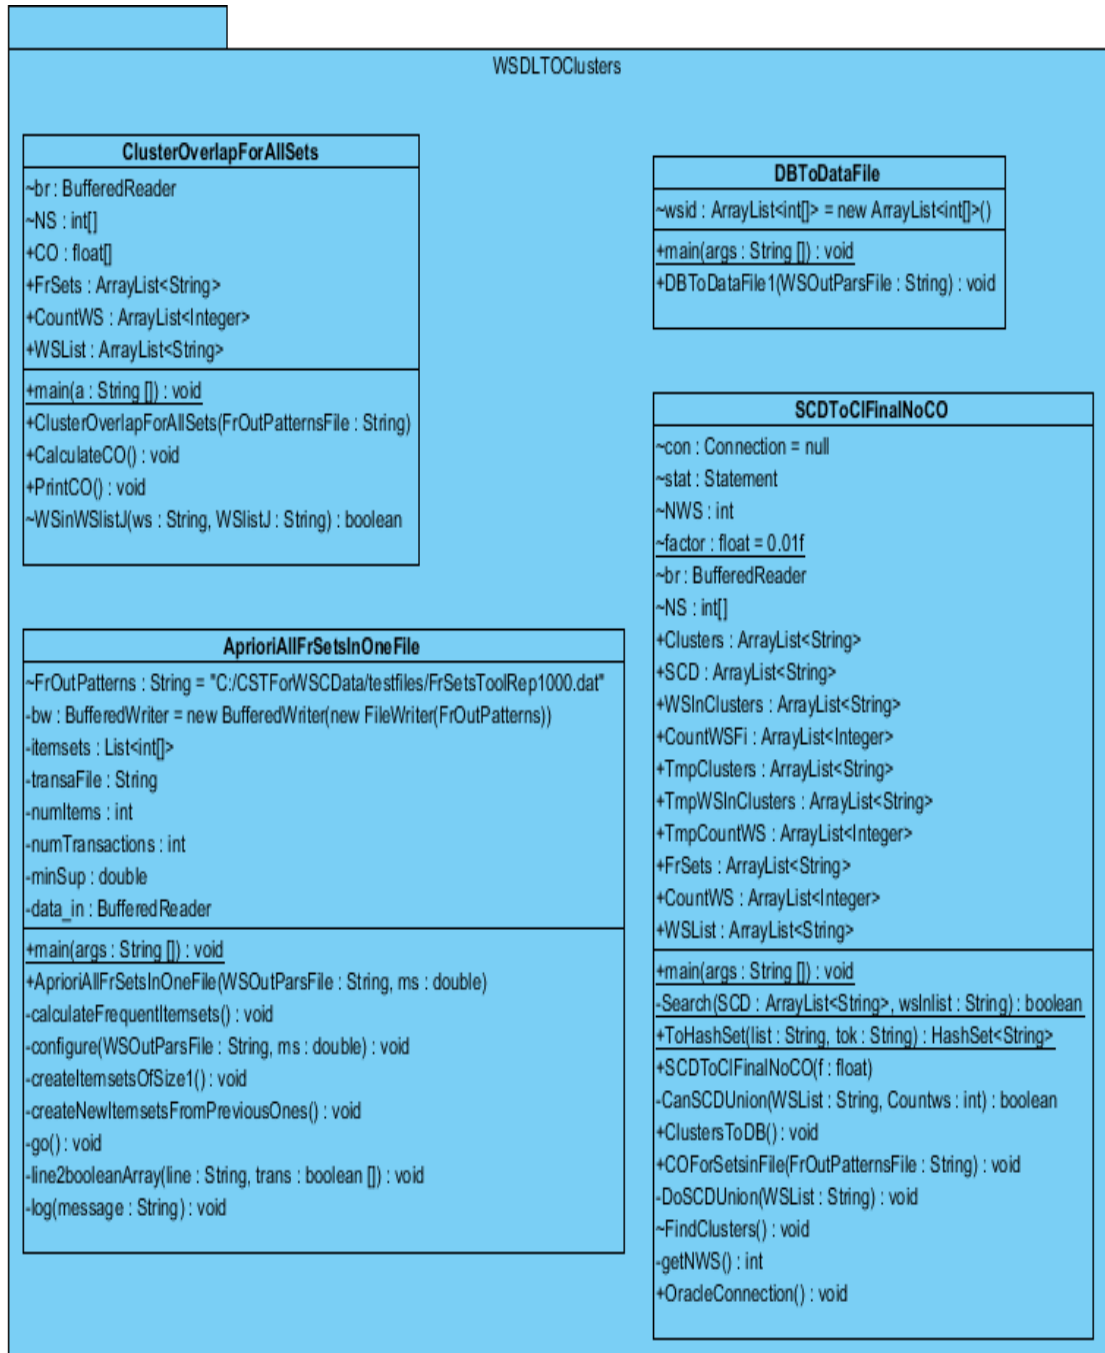 WSDLTOClusters
ClusterOverlapForAllSets
~br : BufferedReader
~NS : int[]
+CO : float[]
+FrSets : ArrayList<String>
+CountWS : ArrayList<Integer>
+WSList : ArrayList<String>
+main(a : String []) : void
+ClusterOverlapForAllSets(FrOutPatternsFile : String)
+CalculateCO() : void
+PrintCO() : void
~WSinWSlistJ(ws : String, WSlistJ : String) : boolean
DBToDataFile
~wsid : ArrayList<int[]> = new ArrayList<int[]>()
+main(args : String []) : void
+DBToDataFile1(WSOutParsFile : String) : void
AprioriAllFrSetsInOneFile
~FrOutPatterns : String = "C:/CSTForWSCData/testfiles/FrSetsToolRep1000.dat"
-bw : BufferedWriter = new BufferedWriter(new FileWriter(FrOutPatterns))
-itemsets : List<int[]>
-transaFile : String
-numItems : int
-numTransactions : int
-minSup : double
-data_in : BufferedReader
+main(args : String []) : void
+AprioriAllFrSetsInOneFile(WSOutParsFile : String, ms : double)
-calculateFrequentItemsets() : void
-configure(WSOutParsFile : String, ms : double) : void
-createItemsetsOfSize1() : void
-createNewItemsetsFromPreviousOnes() : void
-go() : void
-line2booleanArray(line : String, trans : boolean []) : void
-log(message : String) : void
SCDToClFinalNoCO
~con : Connection = null
~stat : Statement
~NWS : int
~factor : float = 0.01f
~br : BufferedReader
~NS : int[]
+Clusters : ArrayList<String>
+SCD : ArrayList<String>
+WSInClusters : ArrayList<String>
+CountWSFi : ArrayList<Integer>
+TmpClusters : ArrayList<String>
+TmpWSInClusters : ArrayList<String>
+TmpCountWS : ArrayList<Integer>
+FrSets : ArrayList<String>
+CountWS : ArrayList<Integer>
+WSList : ArrayList<String>
+main(args : String []) : void
-Search(SCD : ArrayList<String>, wsInlist : String) : boolean
+ToHashSet(list : String, tok : String) : HashSet<String>
+SCDToClFinalNoCO(f : float)
-CanSCDUnion(WSList : String, Countws : int) : boolean
+ClustersToDB() : void
+COForSetsinFile(FrOutPatternsFile : String) : void
-DoSCDUnion(WSList : String) : void
~FindClusters() : void
-getNWS() : int
+OracleConnection() : void